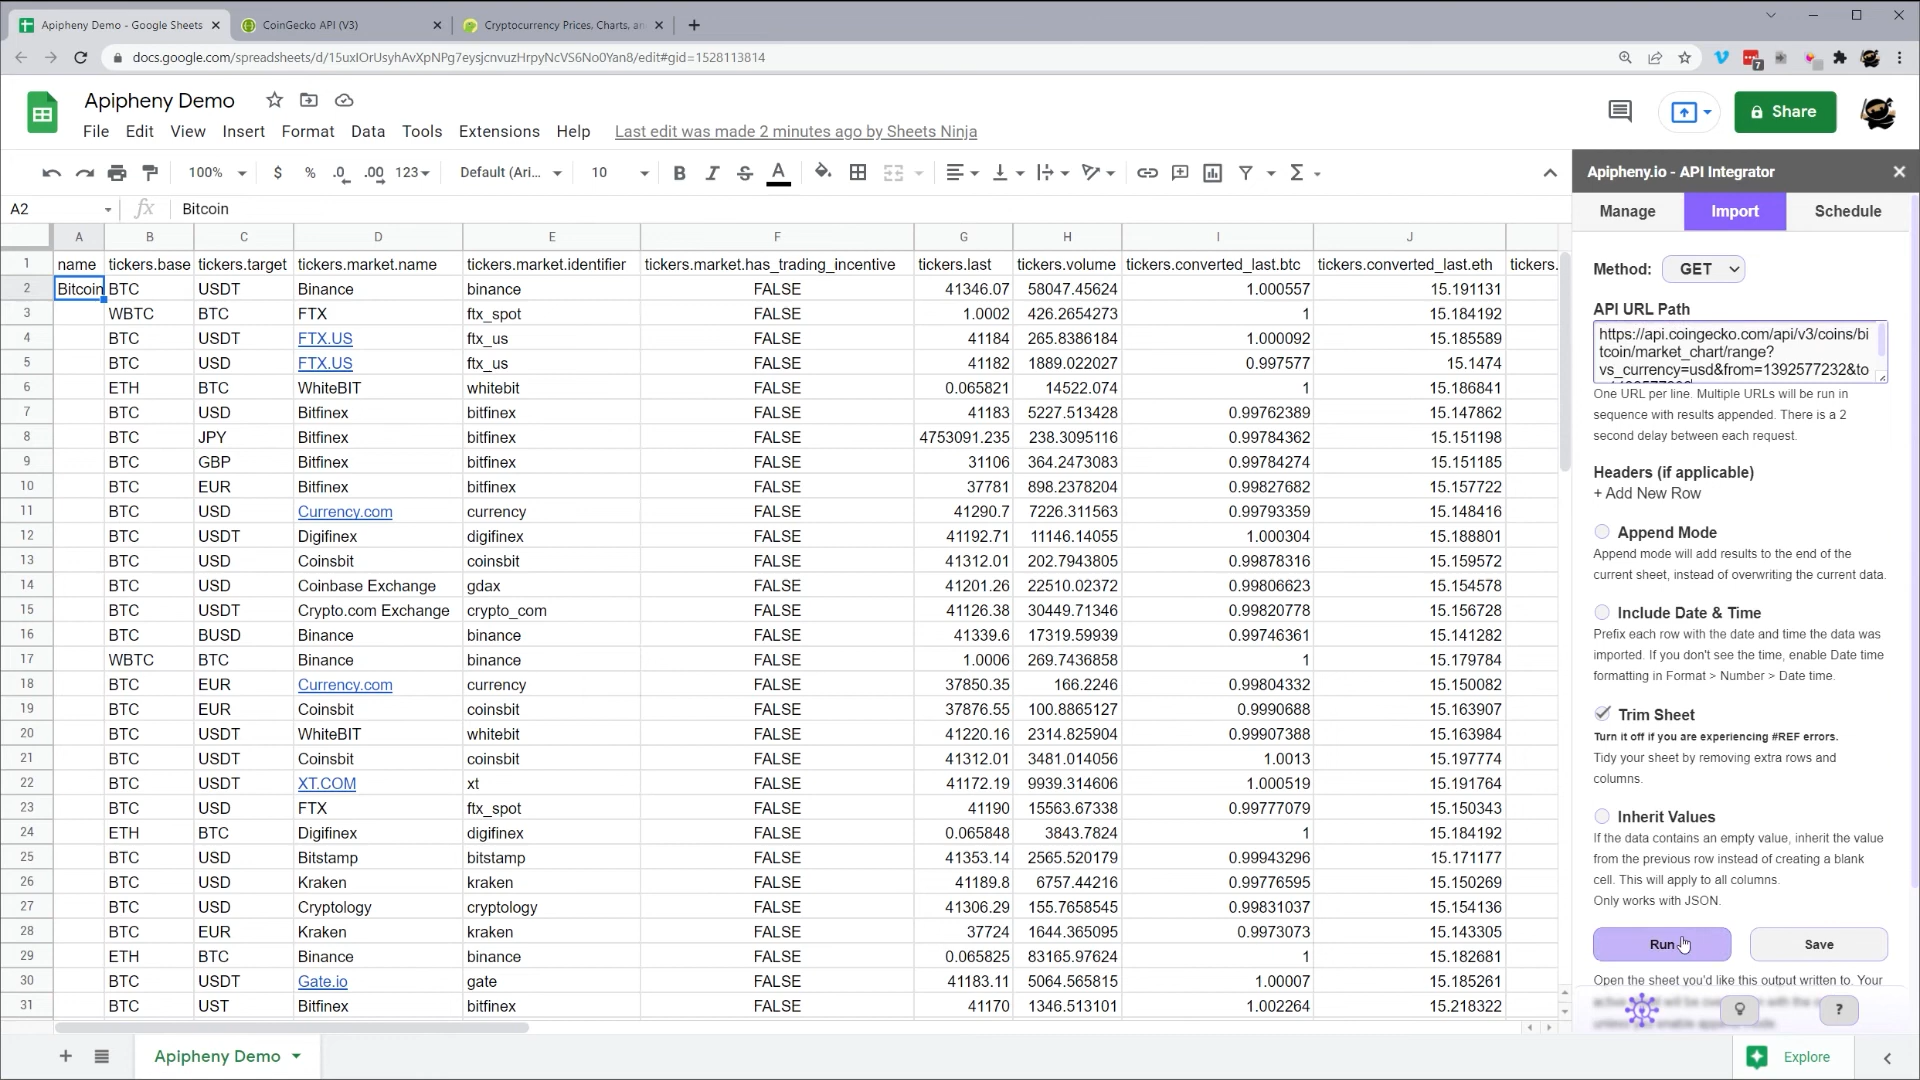 Apipheny Demo - Google Sheets
CoinGecko API (V3)
Cryptocurrency Prices, Charts, an
docs.google.com/spreadsheets/d/15uxIOrUsyhAvXpNPg7eysjcnvuzHrpyNcVS6No0Yan8/edit#gid=1528113814
7
Apipheny Demo
File Edit View Insert Format Data Tools Extensions Help Last edit was made 2 minutes ago by Sheets Ninja
Share
100% $ % .0 .00 123 Default (Ari... 10 B I S A
A2 fx Bitcoin
A B C D E F G H I J
1 name tickers.base tickers.target tickers.market.name tickers.market.identifier tickers.market.has_trading_incentive tickers.last tickers.volume tickers.converted_last.btc tickers.converted_last.eth tickers.
2 Bitcoin BTC USDT Binance binance FALSE 41346.07 58047.45624 1.000557 15.191131
3 WBTC BTC FTX ftx_spot FALSE 1.0002 426.2654273 1 15.184192
4 BTC USDT FTX.US ftx_us FALSE 41184 265.8386184 1.000092 15.185589
5 BTC USD FTX.US ftx_us FALSE 41182 1889.022027 0.997577 15.1474
6 ETH BTC WhiteBIT whitebit FALSE 0.065821 14522.074 1 15.186841
7 BTC USD Bitfinex bitfinex FALSE 41183 5227.513428 0.99762389 15.147862
8 BTC JPY Bitfinex bitfinex FALSE 4753091.235 238.3095116 0.99784362 15.151198
9 BTC GBP Bitfinex bitfinex FALSE 31106 364.2473083 0.99784274 15.151185
10 BTC EUR Bitfinex bitfinex FALSE 37781 898.2378204 0.99827682 15.157722
11 BTC USD Currency.com currency FALSE 41290.7 7226.311563 0.99793359 15.148416
12 BTC USDT Digifinex digifinex FALSE 41192.71 11146.14055 1.000304 15.188801
13 BTC USD Coinsbit coinsbit FALSE 41312.01 202.7943805 0.99878316 15.159572
14 BTC USD Coinbase Exchange gdax FALSE 41201.26 22510.02372 0.99806623 15.154578
15 BTC USDT Crypto.com Exchange crypto_com FALSE 41126.38 30449.71346 0.99820778 15.156728
16 BTC BUSD Binance binance FALSE 41339.6 17319.59939 0.99746361 15.141282
17 WBTC BTC Binance binance FALSE 1.0006 269.7436858 1 15.179784
18 BTC EUR Currency.com currency FALSE 37850.35 166.2246 0.99804332 15.150082
19 BTC EUR Coinsbit coinsbit FALSE 37876.55 100.8865127 0.9990688 15.163907
20 BTC USDT WhiteBIT whitebit FALSE 41220.16 2314.825904 0.99907388 15.163984
21 BTC USDT Coinsbit coinsbit FALSE 41312.01 3481.014056 1.0013 15.197774
22 BTC USDT XT.COM xt FALSE 41172.19 9939.314606 1.000519 15.191764
23 BTC USD FTX ftx_spot FALSE 41190 15563.67338 0.99777079 15.150343
24 ETH BTC Digifinex digifinex FALSE 0.065848 3843.7824 1 15.184192
25 BTC USD Bitstamp bitstamp FALSE 41353.14 2565.520179 0.99943296 15.171177
26 BTC USD Kraken kraken FALSE 41189.8 6757.44216 0.99776595 15.150269
27 BTC USD Cryptology cryptology FALSE 41306.29 155.7658545 0.99831037 15.154136
28 BTC EUR Kraken kraken FALSE 37724 1644.365095 0.9973073 15.143305
29 ETH BTC Binance binance FALSE 0.065825 83165.97624 1 15.182681
30 BTC USDT Gate.io gate FALSE 41183.11 5064.565815 1.00007 15.185261
31 BTC UST Bitfinex bitfinex FALSE 41170 1346.513101 1.002264 15.218322
Apipheny Demo
Explore
Apipheny.io - API Integrator
Manage Import Schedule
Method: GET
API URL Path
https://api.coingecko.com/api/v3/coins/bi
tcoin/market_chart/range?
vs_currency=usd&from=1392577232&to
One URL per line. Multiple URLs will be run in
sequence with results appended. There is a 2
second delay between each request.
Headers (if applicable)
+ Add New Row
Append Mode
Append mode will add results to the end of the
current sheet, instead of overwriting the current data.
Include Date & Time
Prefix each row with the date and time the data was
imported. If you don't see the time, enable Date time
formatting in Format > Number > Date time.
Trim Sheet
Turn it off if you are experiencing #REF errors.
Tidy your sheet by removing extra rows and
columns.
Inherit Values
If the data contains an empty value, inherit the value
from the previous row instead of creating a blank
cell. This will apply to all columns.
Only works with JSON.
Run Save
Open the sheet you'd like this output written to. Your
?